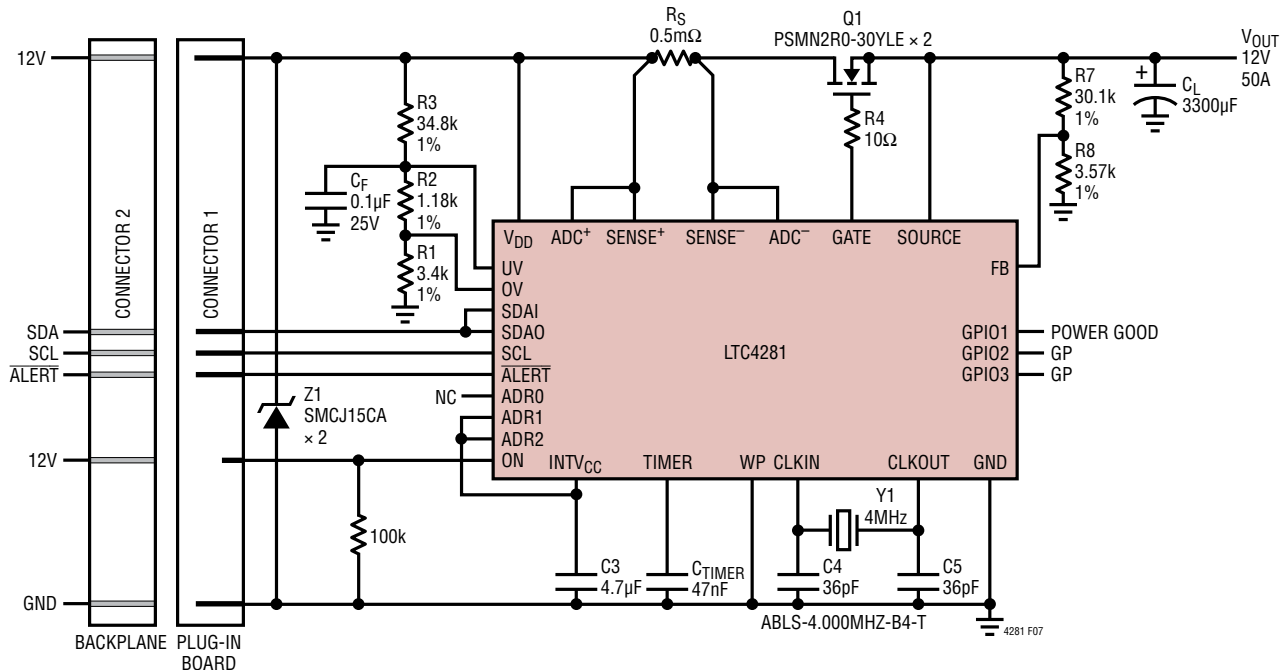 12V
SDA
SCL
ALERT
12V
GND
CONNECTOR 2
CONNECTOR 1
BACKPLANE
PLUG-IN
BOARD
Z1
SMCJ15CA
× 2
100k
R3
34.8k
1%
CF
0.1µF
25V
R2
1.18k
1%
R1
3.4k
1%
RS
0.5mΩ
Q1
PSMN2R0-30YLE × 2
R4
10Ω
R7
30.1k
1%
R8
3.57k
1%
+
CL
3300µF
VOUT
12V
50A
VDD
ADC+
SENSE+
SENSE–
ADC–
GATE
SOURCE
UV
OV
SDAI
SDAO
SCL
ALERT
NC
ADR0
ADR1
ADR2
ON
LTC4281
FB
GPIO1
POWER GOOD
GPIO2
GP
GPIO3
GP
INTVCC
TIMER
WP
CLKIN
CLKOUT
GND
Y1
4MHz
C3
4.7µF
CTIMER
47nF
C4
36pF
C5
36pF
ABLS-4.000MHZ-B4-T
4281 F07